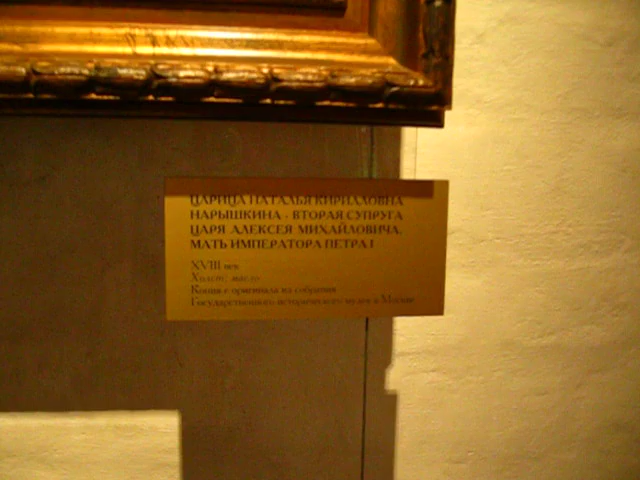 ЦАРИЦА НАТАЛЬЯ КИРИЛЛОВНА
НАРЫШКИНА - ВТОРАЯ СУПРУГА
ЦАРЯ АЛЕКСЕЯ МИХАЙЛОВИЧА,
МАТЬ ИМПЕРАТОРА ПЕТРА I
XVIII век
Холст, масло
Копия с оригинала из собрания
Государственного исторического музея в Москве